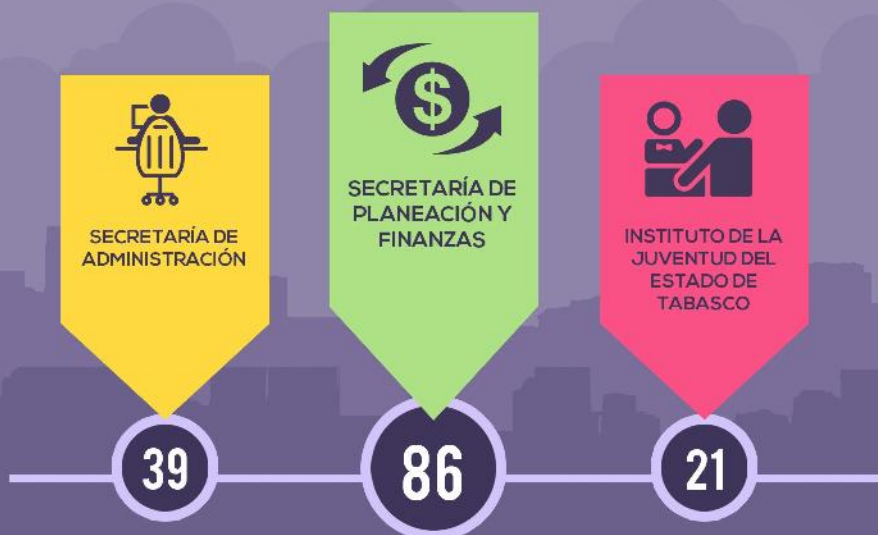 SECRETARÍA DE
ADMINISTRACIÓN
39
$
SECRETARÍA DE
PLANEACIÓN Y
FINANZAS
86
INSTITUTO DE LA
JUVENTUD DEL
ESTADO DE
TABASCO
21